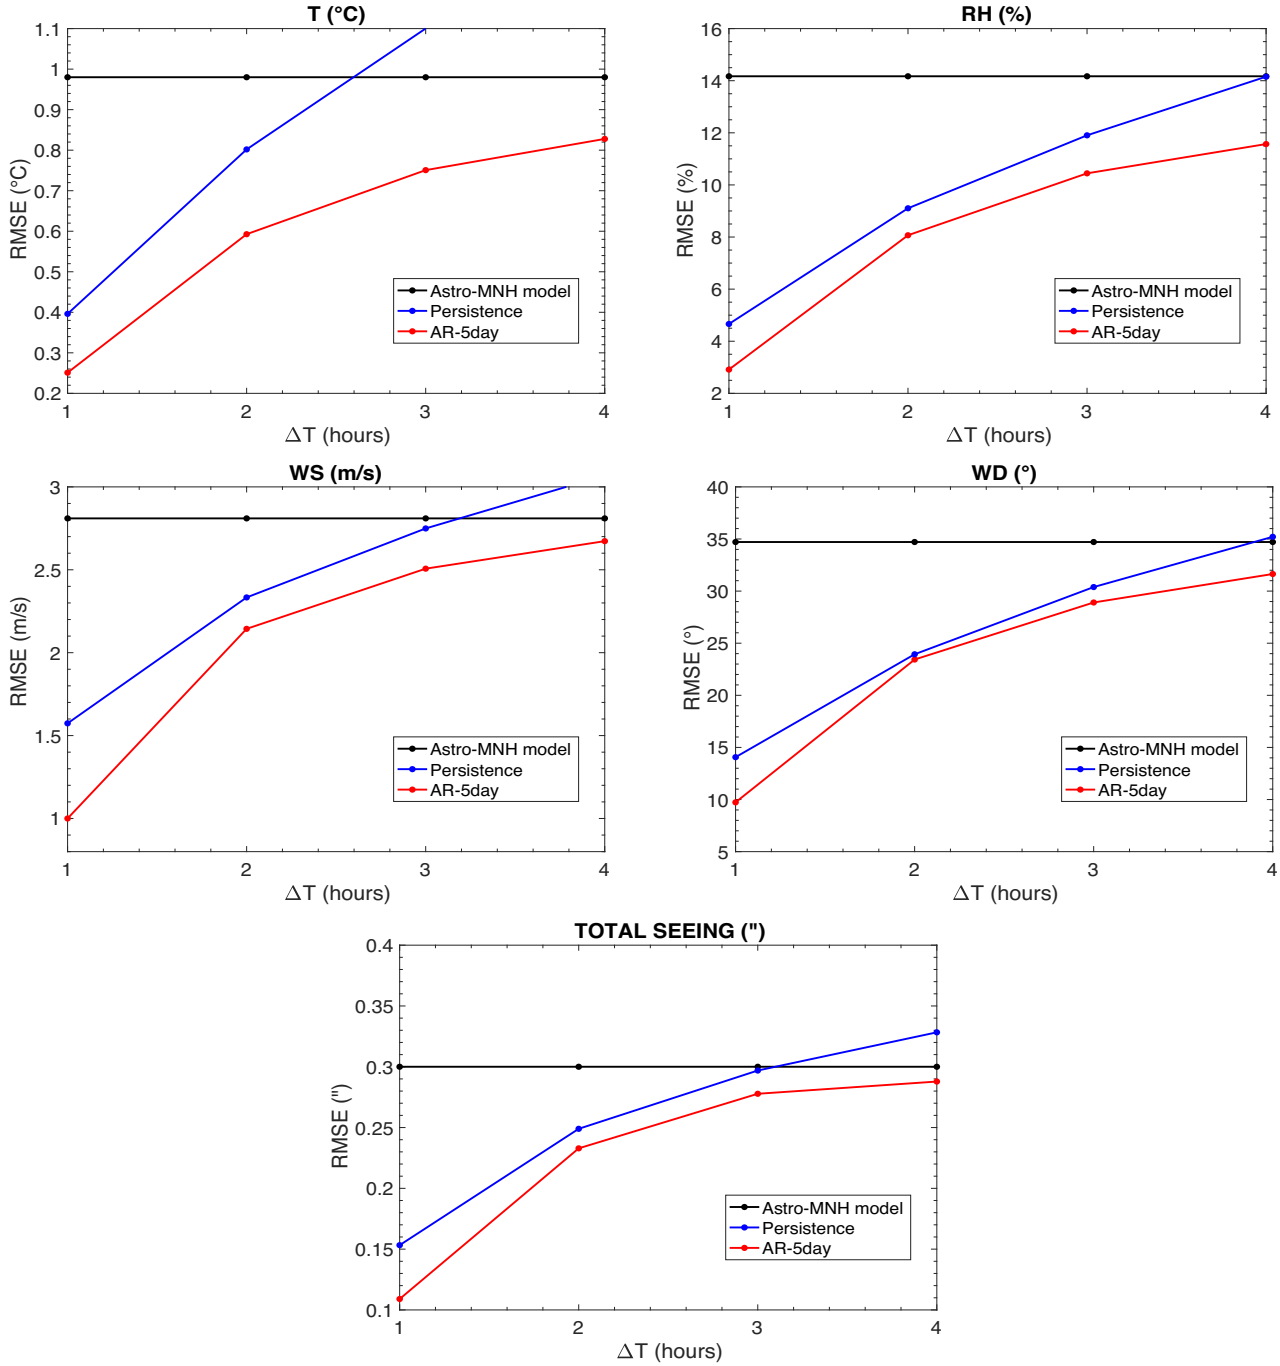 T (°C)
1.1
1
0.9
0.8
0.7
0.6
0.5
0.4
0.3
0.2
RMSE (°C)
1 2 3 4
ΔT (hours)
Astro-MNH model
Persistence
AR-5day
RH (%)
16
14
12
10
8
6
4
2
RMSE (%)
1 2 3 4
ΔT (hours)
Astro-MNH model
Persistence
AR-5day
WS (m/s)
3
2.5
2
1.5
1
RMSE (m/s)
1 2 3 4
ΔT (hours)
Astro-MNH model
Persistence
AR-5day
WD (°)
40
35
30
25
20
15
10
5
RMSE (°)
1 2 3 4
ΔT (hours)
Astro-MNH model
Persistence
AR-5day
TOTAL SEEING (")
0.4
0.35
0.3
0.25
0.2
0.15
0.1
RMSE (")
1 2 3 4
ΔT (hours)
Astro-MNH model
Persistence
AR-5day